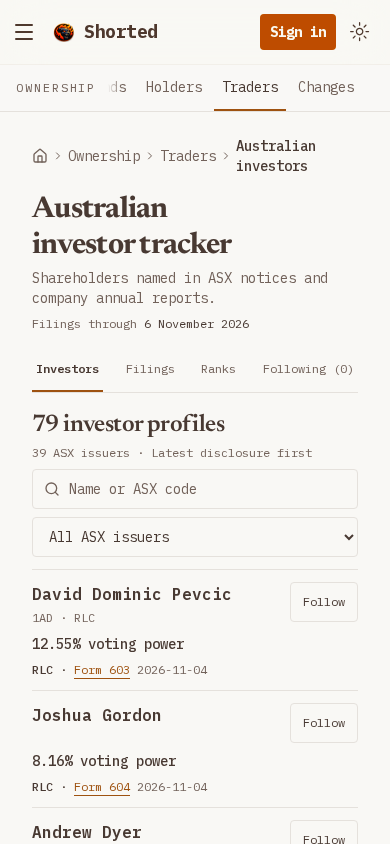 Shorted
Sign in
OWNERSHIP ds Holders Traders Changes
Ownership Traders Australian investors
Australian
investor tracker
Shareholders named in ASX notices and
company annual reports.
Filings through 6 November 2026
Investors Filings Ranks Following (0)
79 investor profiles
39 ASX issuers · Latest disclosure first
Name or ASX code
All ASX issuers
David Dominic Pevcic
Follow
1AD · RLC
12.55% voting power
RLC · Form 603 2026-11-04
Joshua Gordon
Follow
8.16% voting power
RLC · Form 604 2026-11-04
Andrew Dyer
Follow